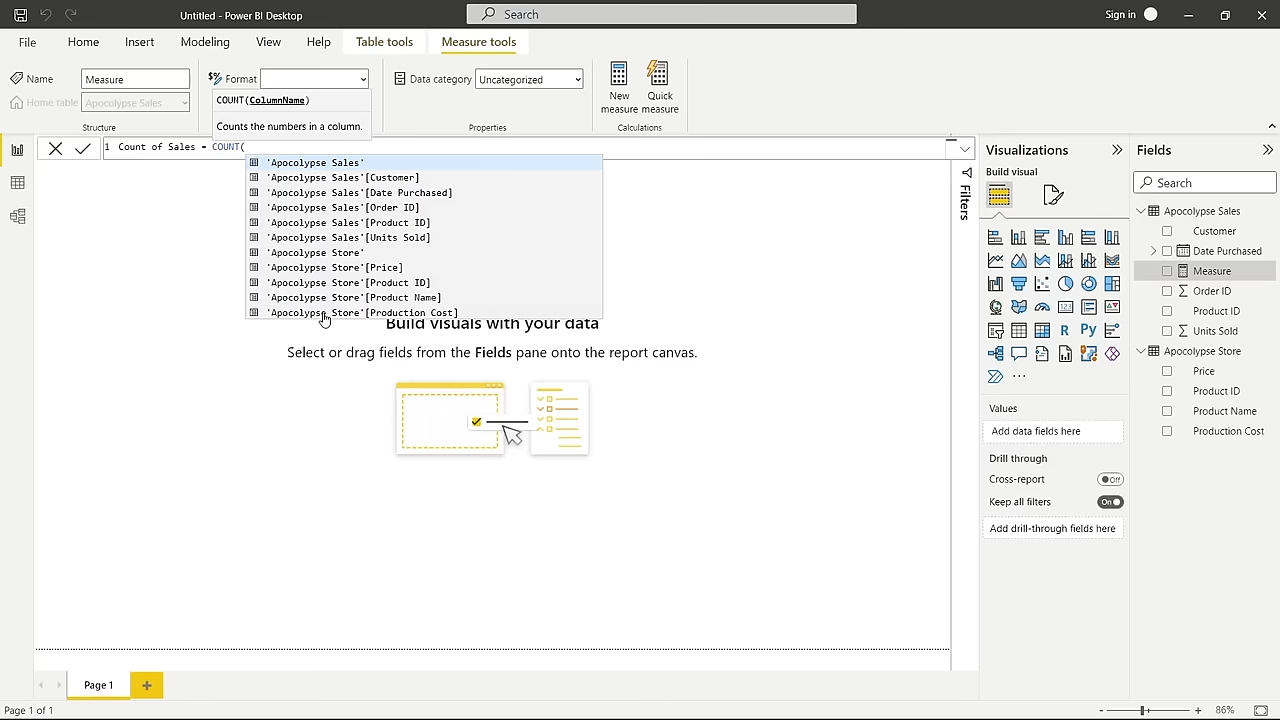 Untitled - Power BI Desktop
Search
Sign in
File
Home
Insert
Modeling
View
Help
Table tools
Measure tools
Name
Measure
Home table
Apocolypse Sales
Structure
Format
COUNT(ColumnName)
Counts the numbers in a column.
Data category
Uncategorized
Properties
New
measure
Quick
measure
Calculations
1 Count of Sales = COUNT(
'Apocolypse Sales'
'Apocolypse Sales'[Customer]
'Apocolypse Sales'[Date Purchased]
'Apocolypse Sales'[Order ID]
'Apocolypse Sales'[Product ID]
'Apocolypse Sales'[Units Sold]
'Apocolypse Store'
'Apocolypse Store'[Price]
'Apocolypse Store'[Product ID]
'Apocolypse Store'[Product Name]
'Apocolypse Store'[Production Cost]
Build visuals with your data
Select or drag fields from the Fields pane onto the report canvas.
Filters
Visualizations
Build visual
R
Py
123
...
Values
Add data fields here
Drill through
Cross-report
Off
Keep all filters
On
Add drill-through fields here
Fields
Search
Apocolypse Sales
Customer
Date Purchased
Measure
Order ID
Product ID
Units Sold
Apocolypse Store
Price
Product ID
Product Name
Production Cost
Page 1
+
Page 1 of 1
- + 86%